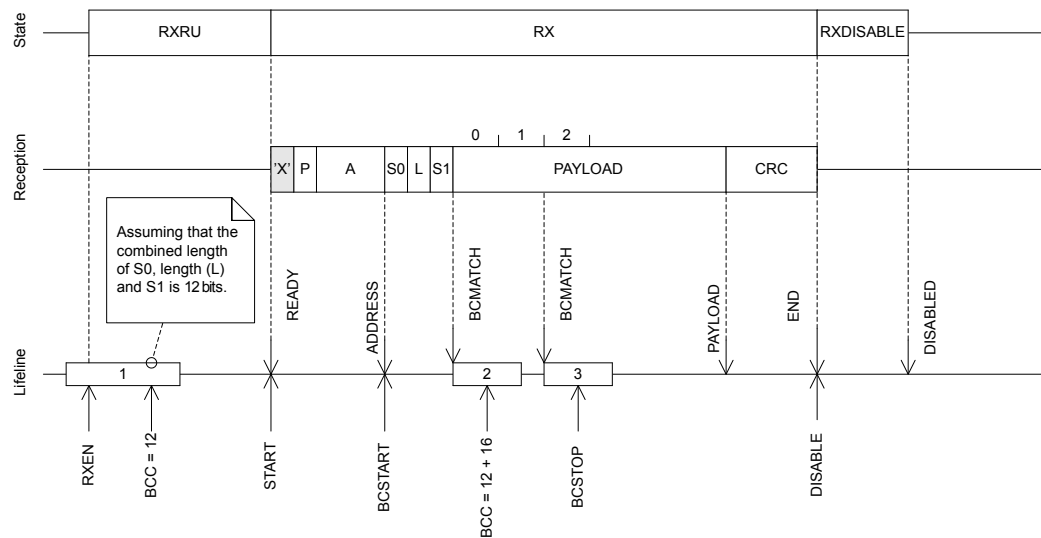 State
RXRU
RX
RXDISABLE
Reception
0
1
2
'X'
P
A
S0
L
S1
PAYLOAD
CRC
Assuming that the
combined length
of S0, length (L)
and S1 is 12 bits.
READY
ADDRESS
BCMATCH
BCMATCH
PAYLOAD
END
DISABLED
Lifeline
1
2
3
RXEN
BCC = 12
START
BCSTART
BCC = 12 + 16
BCSTOP
DISABLE